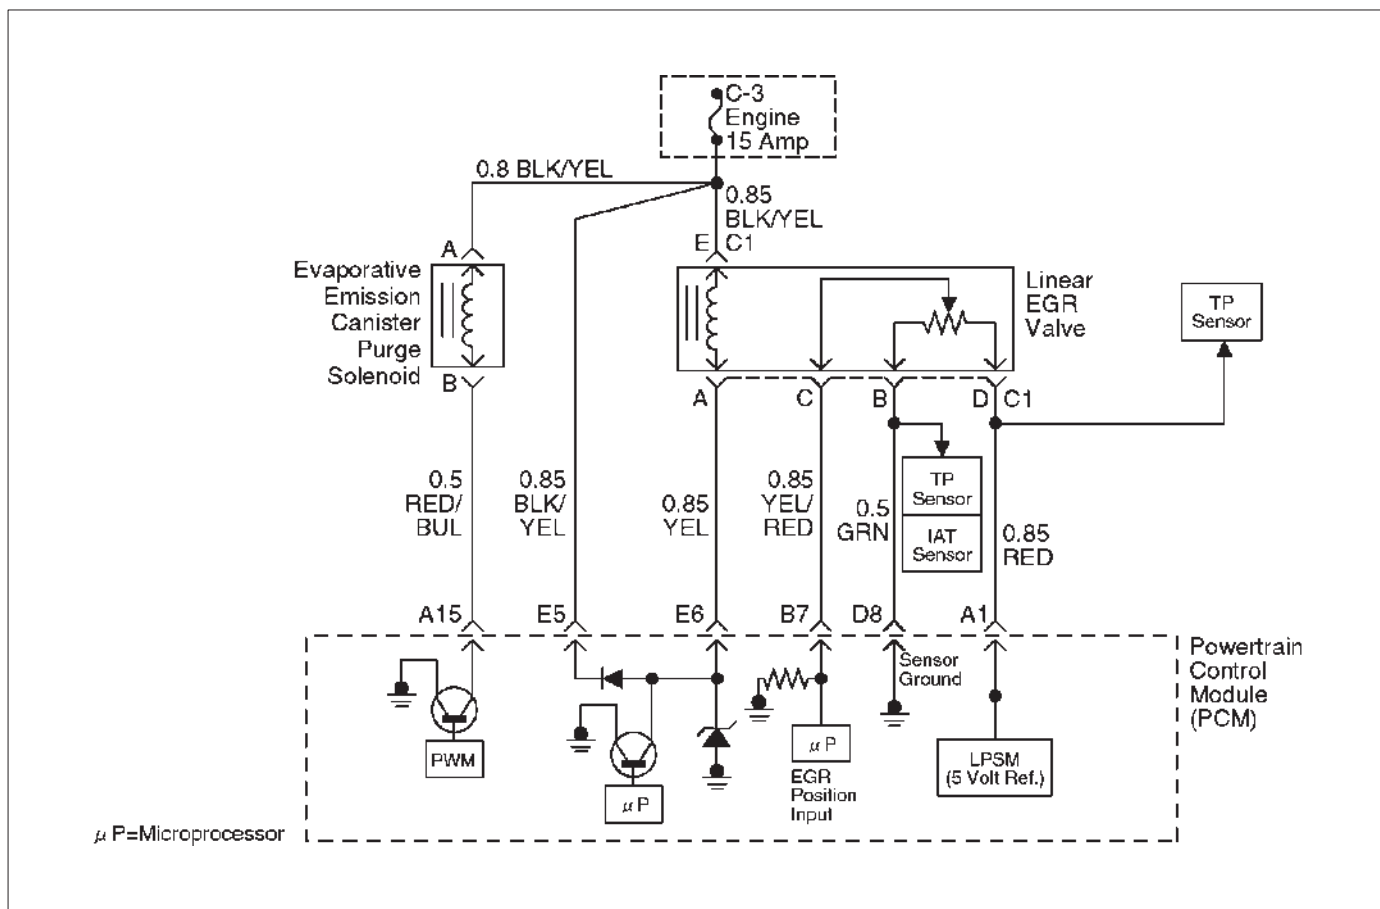 C-3
Engine
15 Amp
0.8 BLK/YEL
0.85
BLK/YEL
A
E
C1
Evaporative
Emission
Canister
Purge
Solenoid
Linear
EGR
Valve
TP
Sensor
B
A
C
B
D
C1
0.5
RED/
BUL
0.85
BLK/
YEL
0.85
YEL
0.85
YEL/
RED
0.5
GRN
TP
Sensor
IAT
Sensor
0.85
RED
A15
E5
E6
B7
D8
A1
Sensor
Ground
Powertrain
Control
Module
(PCM)
PWM
μP
μP
EGR
Position
Input
LPSM
(5 Volt Ref.)
μP=Microprocessor